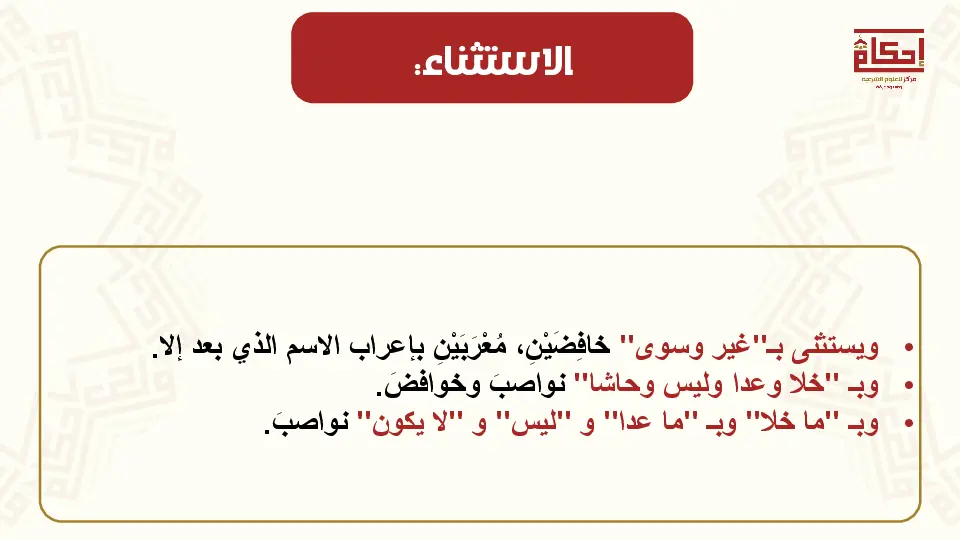 الاستثناء:
إحكام
مركز للعلوم الشرعية
• ويستثنى بـ"غير وسوى" خافِضَيْنِ، مُعْرَبَيْنِ بإعراب الاسم الذي بعد إلا.
• وبـ "خلا وعدا وليس وحاشا" نواصبَ وخوافضَ.
• وبـ "ما خلا" وبـ "ما عدا" و "ليس" و "لا يكون" نواصبَ.